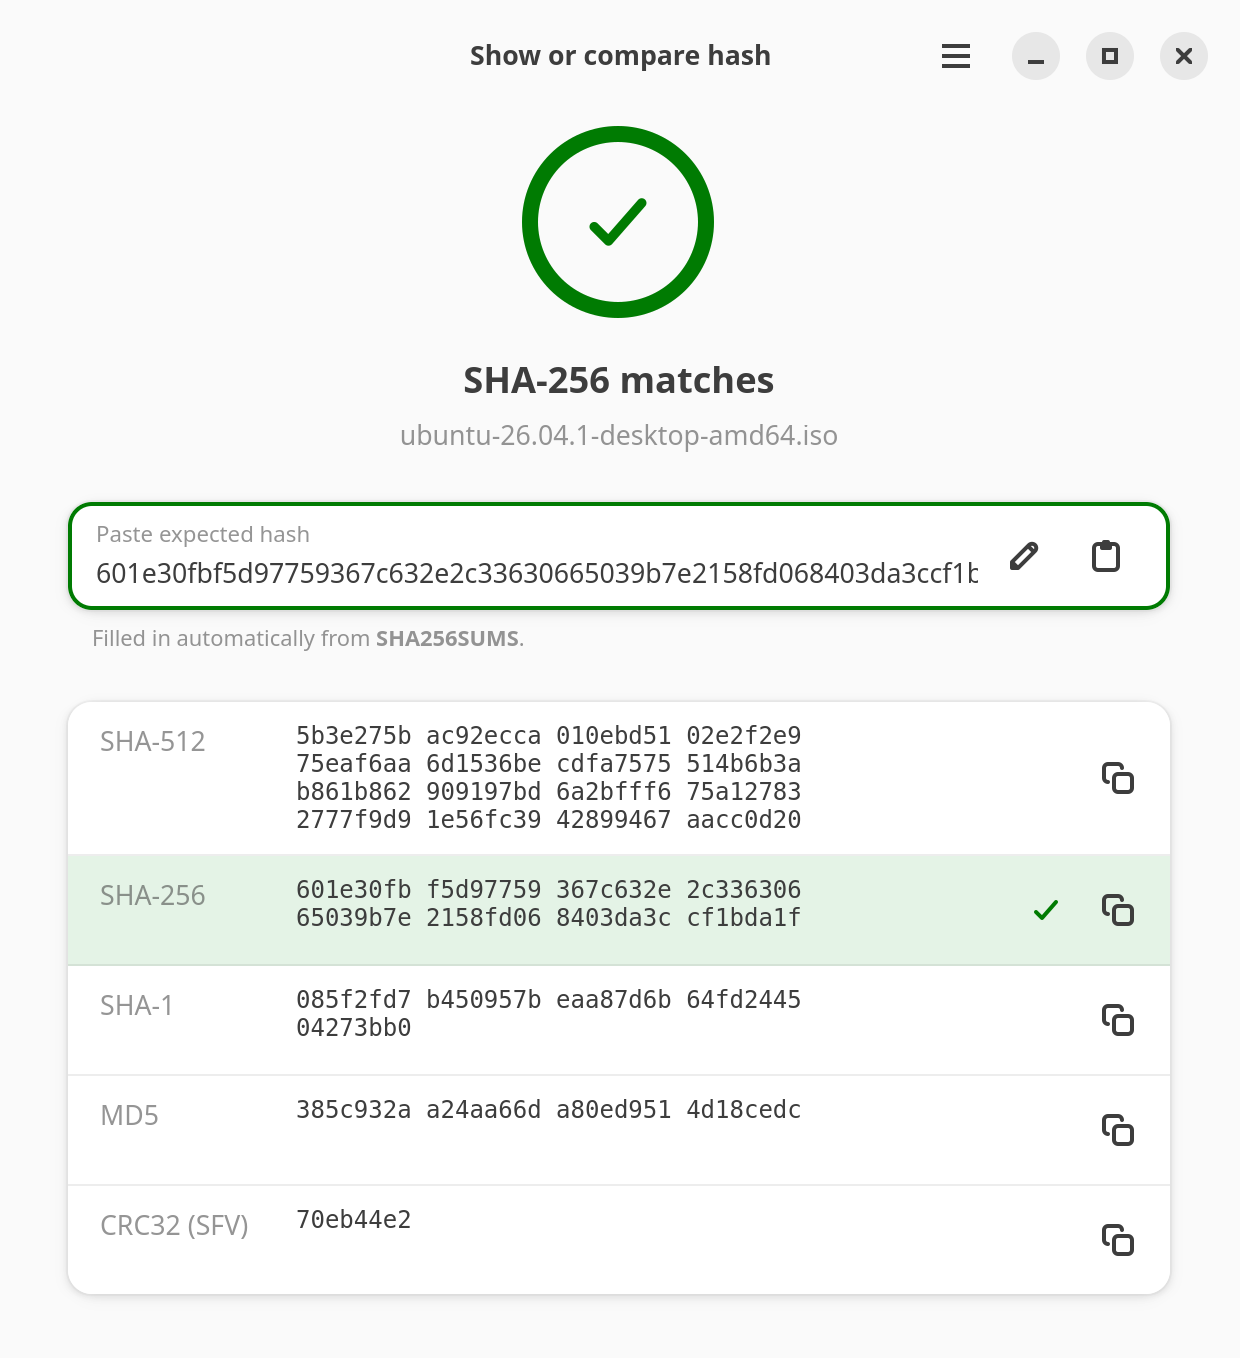 Show or compare hash
SHA-256 matches
ubuntu-26.04.1-desktop-amd64.iso
Paste expected hash
601e30fbf5d97759367c632e2c33630665039b7e2158fd068403da3ccf1b
Filled in automatically from SHA256SUMS.
SHA-512
5b3e275b ac92ecca 010ebd51 02e2f2e9
75eaf6aa 6d1536be cdfa7575 514b6b3a
b861b862 909197bd 6a2bfff6 75a12783
2777f9d9 1e56fc39 42899467 aacc0d20
SHA-256
601e30fb f5d97759 367c632e 2c336306
65039b7e 2158fd06 8403da3c cf1bda1f
SHA-1
085f2fd7 b450957b eaa87d6b 64fd2445
04273bb0
MD5
385c932a a24aa66d a80ed951 4d18cedc
CRC32 (SFV)
70eb44e2